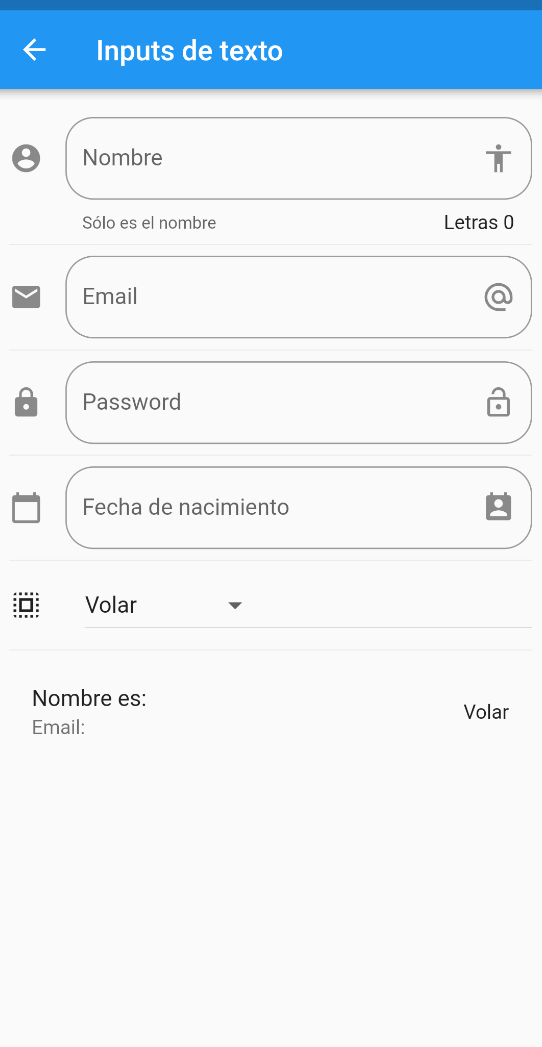 Inputs de texto
Nombre
Sólo es el nombre
Letras 0
Email
Password
Fecha de nacimiento
Volar
Nombre es:
Email:
Volar